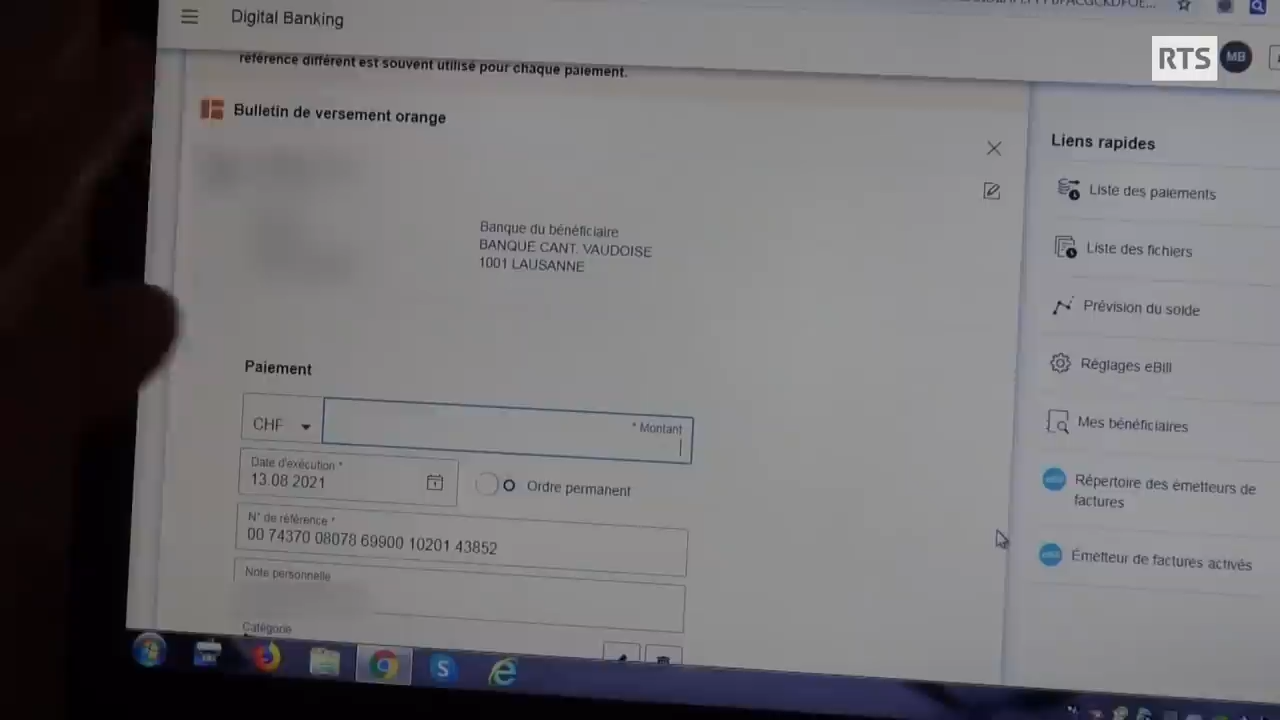 Digital Banking
RTS
MB
référence différent est souvent utilisé pour chaque paiement.
Bulletin de versement orange
Banque du bénéficiaire
BANQUE CANT. VAUDOISE
1001 LAUSANNE
Paiement
CHF
* Montant
Date d'exécution *
13.08 2021
Ordre permanent
N° de référence *
00 74370 08078 69900 10201 43852
Note personnelle
Catégorie
Liens rapides
Liste des paiements
Liste des fichiers
Prévision du solde
Réglages eBill
Mes bénéficiaires
Répertoire des émetteurs de
factures
Émetteur de factures activés